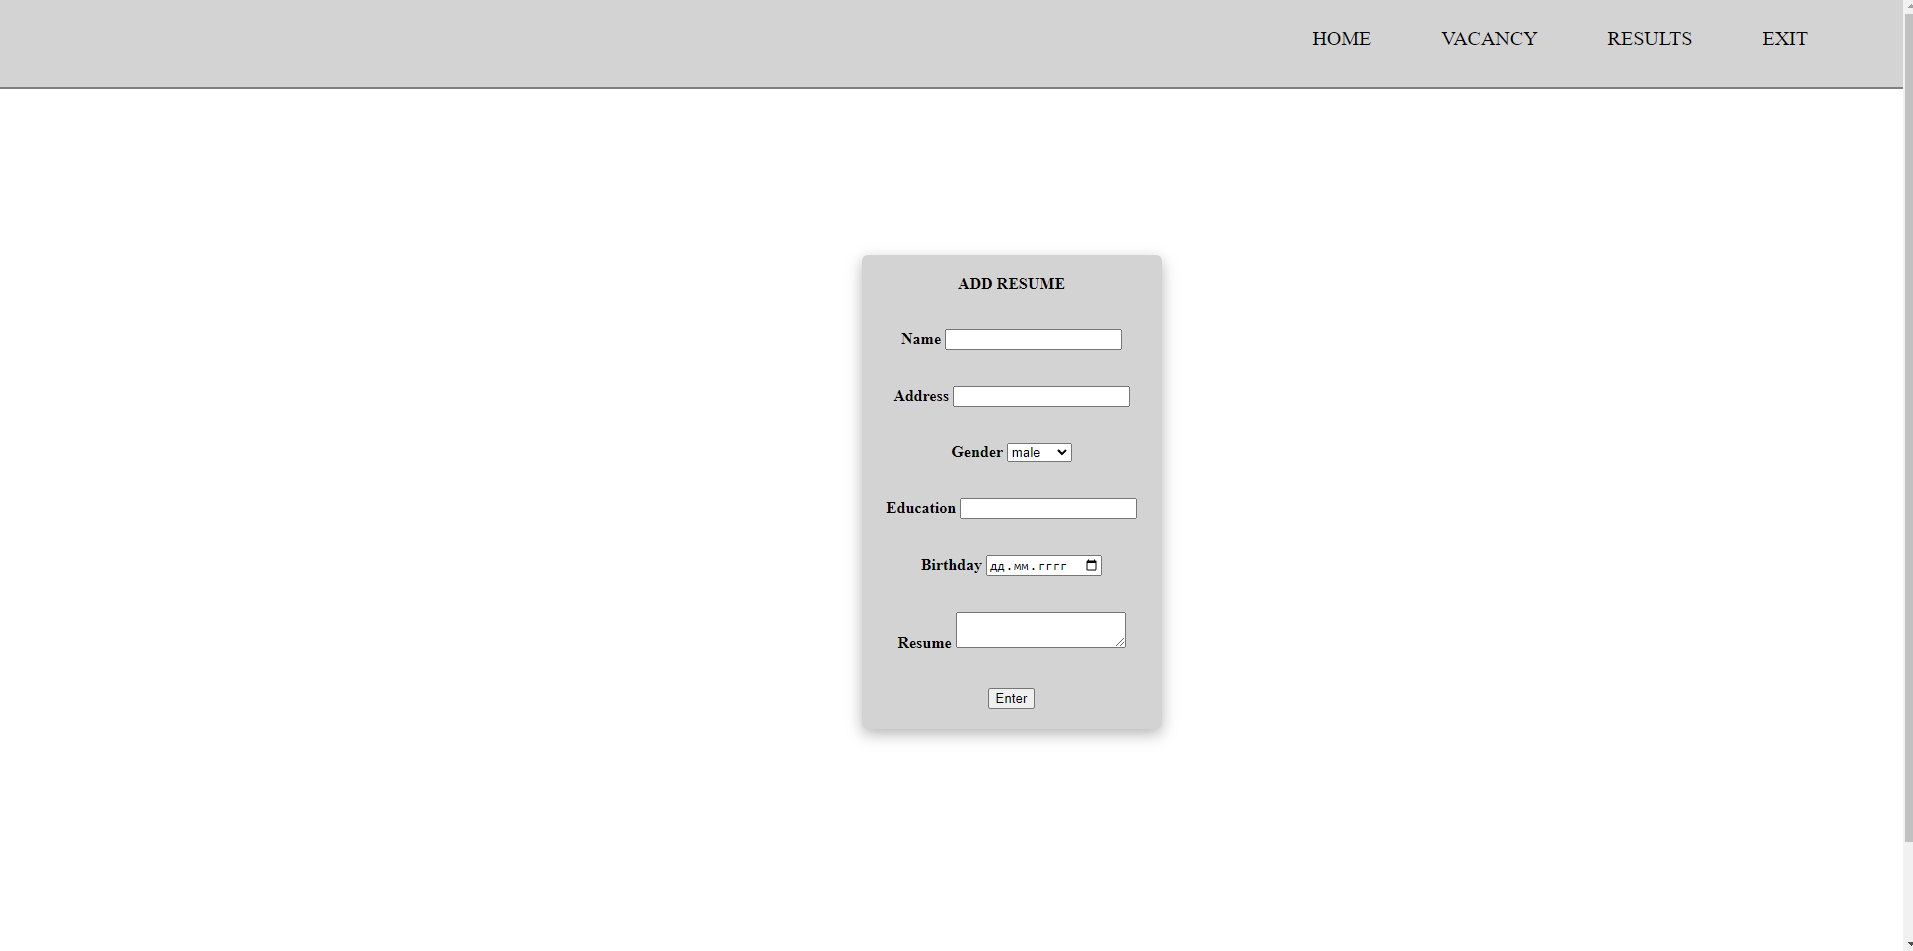 HOME VACANCY RESULTS EXIT
ADD RESUME
Name
Address
Gender male
Education
Birthday дд.мм.гггг
Resume
Enter